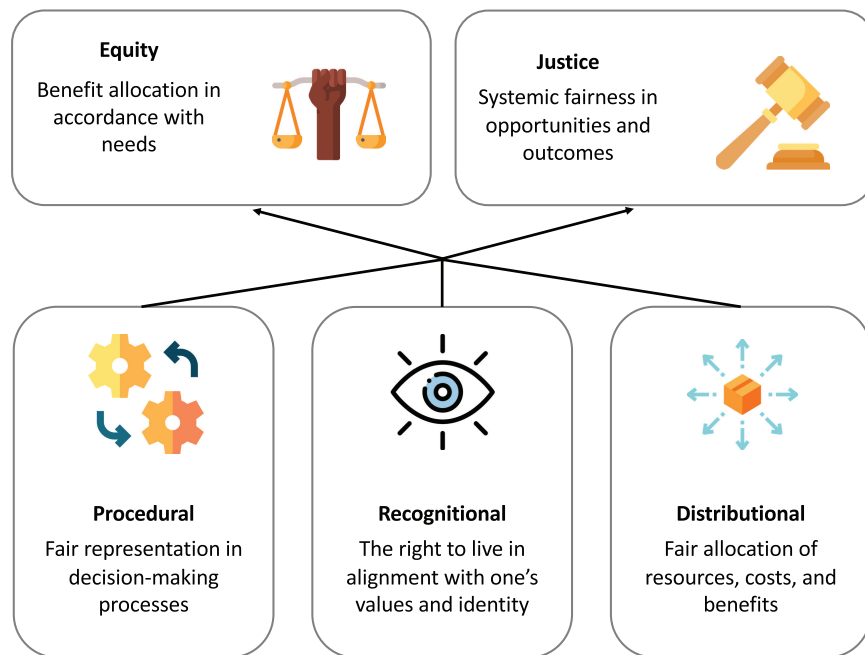 Equity
Benefit allocation in
accordance with
needs
Justice
Systemic fairness in
opportunities and
outcomes
Procedural
Fair representation in
decision-making
processes
Recognitional
The right to live in
alignment with one’s
values and identity
Distributional
Fair allocation of
resources, costs, and
benefits